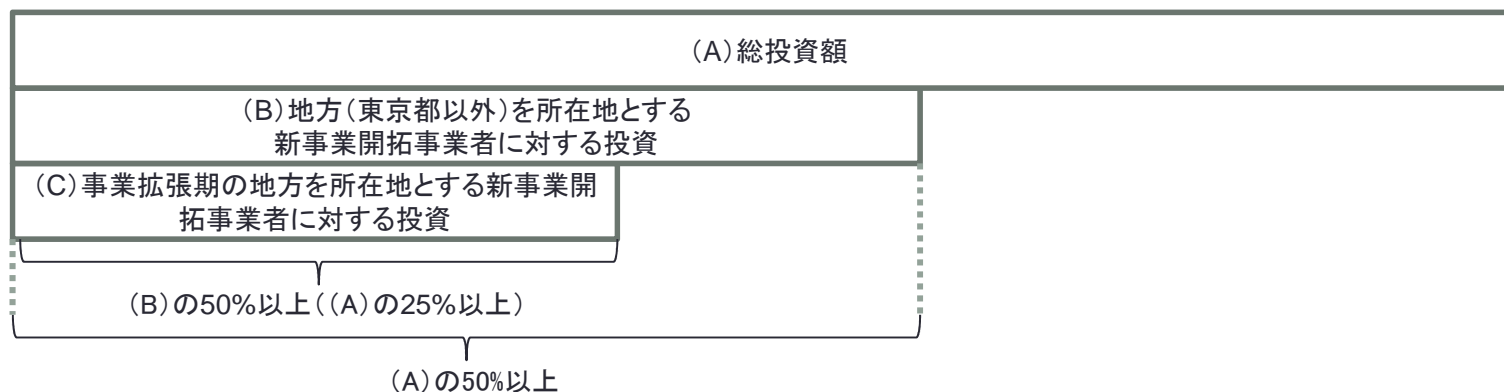 (A)総投資額
(B)地方(東京都以外)を所在地とする
新事業開拓事業者に対する投資
(C)事業拡張期の地方を所在地とする新事業開
拓事業者に対する投資
(B)の50%以上((A)の25%以上)
(A)の50%以上